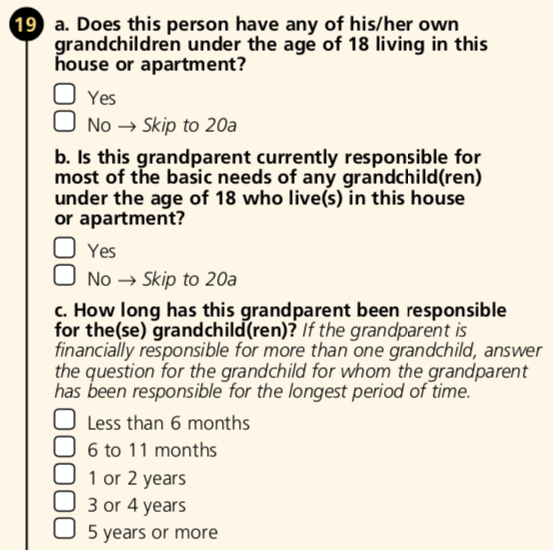 19 a. Does this person have any of his/her own
grandchildren under the age of 18 living in this
house or apartment?
Yes
No → Skip to 20a
b. Is this grandparent currently responsible for
most of the basic needs of any grandchild(ren)
under the age of 18 who live(s) in this house
or apartment?
Yes
No → Skip to 20a
c. How long has this grandparent been responsible
for the(se) grandchild(ren)? If the grandparent is
financially responsible for more than one grandchild, answer
the question for the grandchild for whom the grandparent
has been responsible for the longest period of time.
Less than 6 months
6 to 11 months
1 or 2 years
3 or 4 years
5 years or more